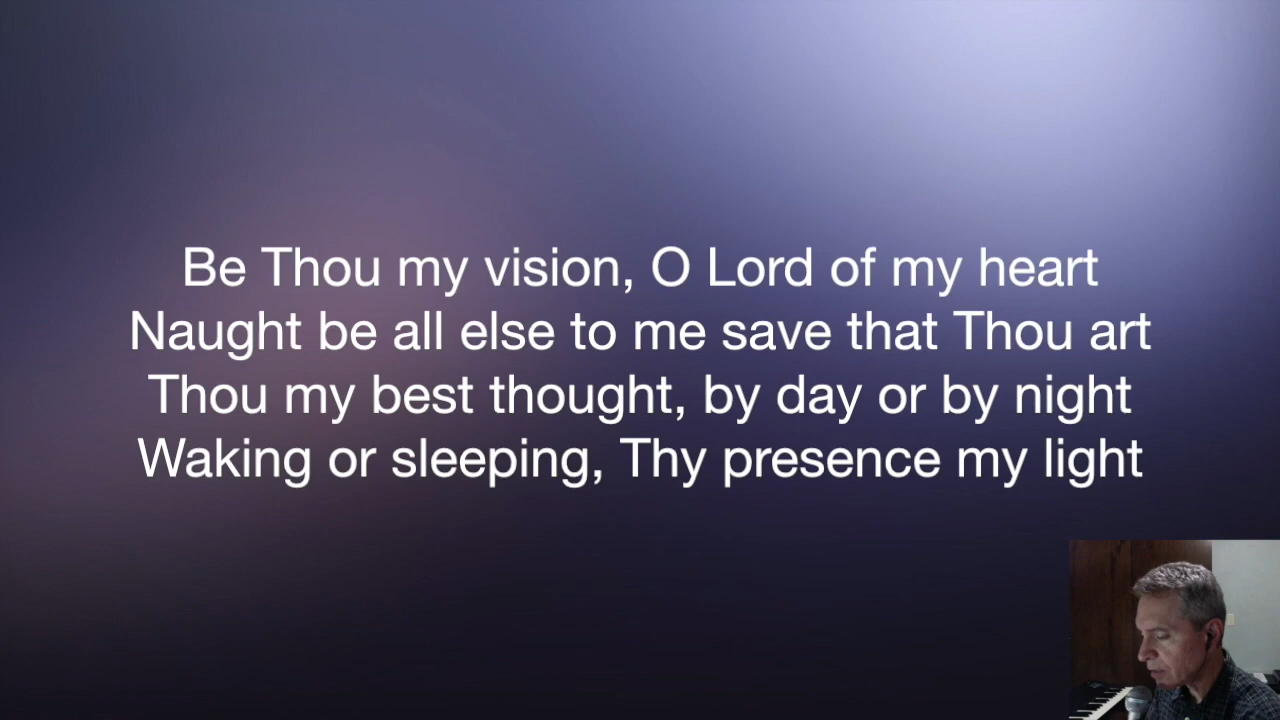 Be Thou my vision, O Lord of my heart
Naught be all else to me save that Thou art
Thou my best thought, by day or by night
Waking or sleeping, Thy presence my light